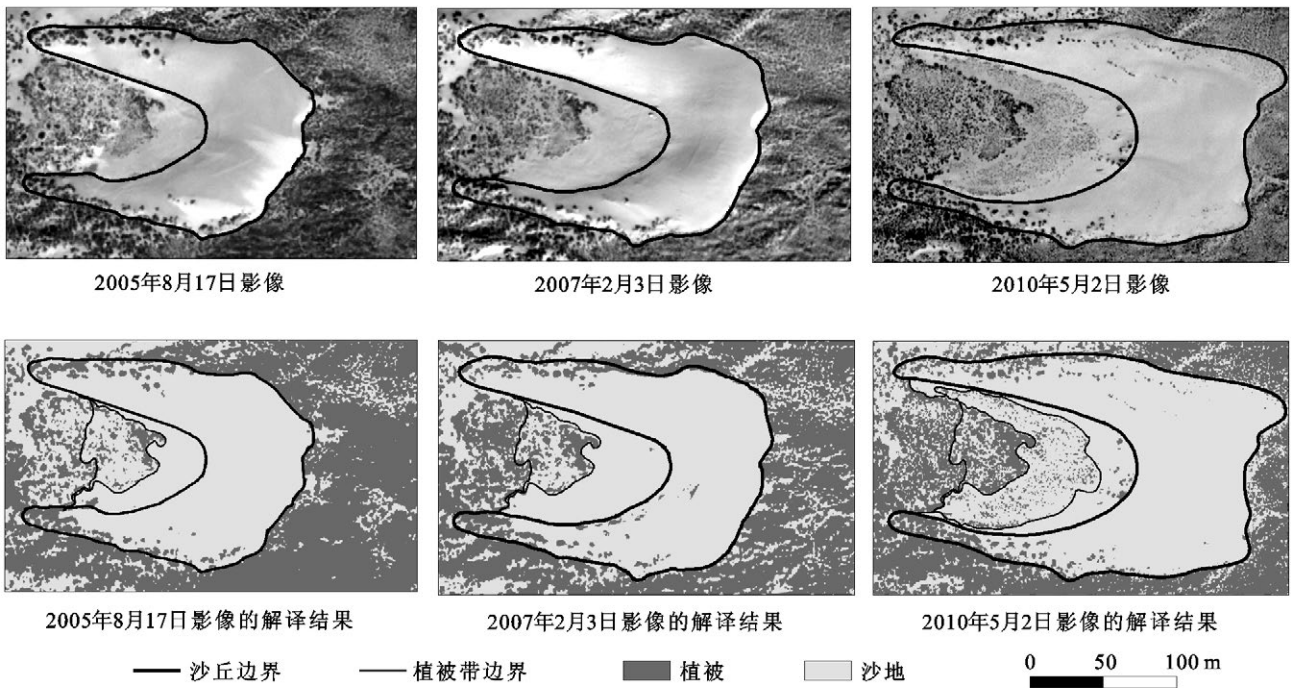 2005年8月17日影像
2007年2月3日影像
2010年5月2日影像
2005年8月17日影像的解译结果
2007年2月3日影像的解译结果
2010年5月2日影像的解译结果
沙丘边界
植被带边界
植被
沙地
0 50 100 m